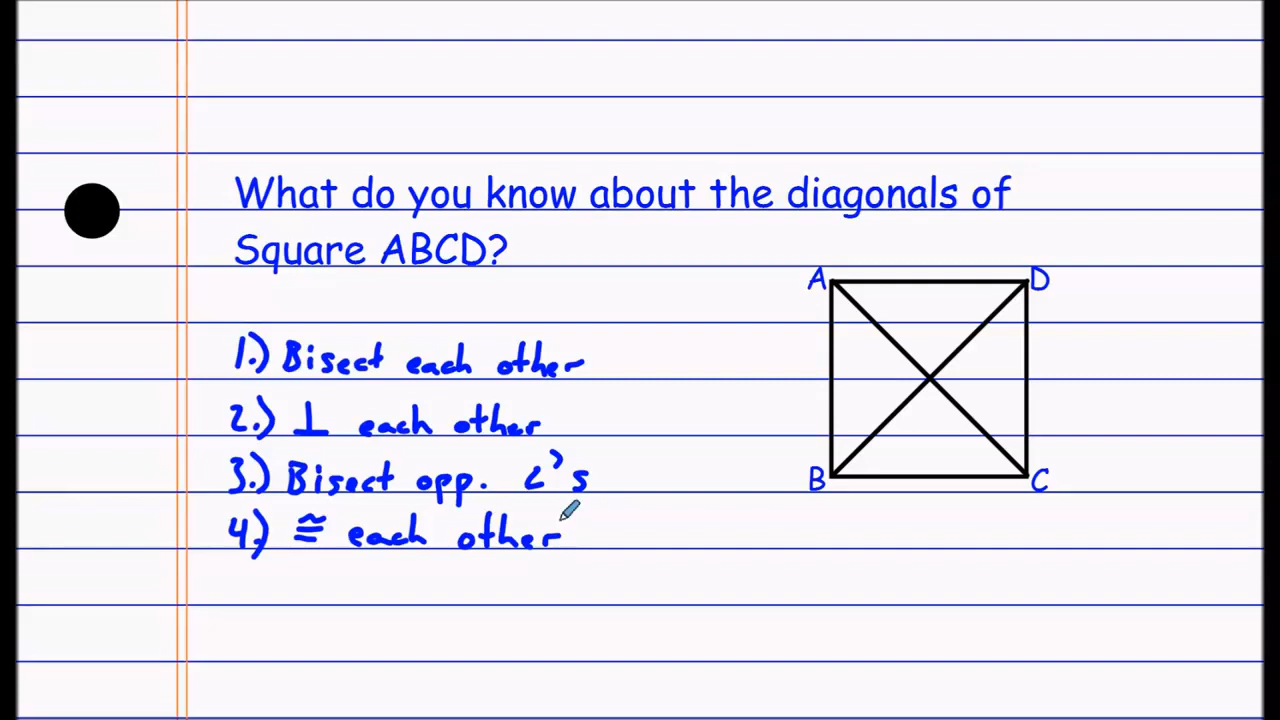 What do you know about the diagonals of
Square ABCD?
A
D
1.) Bisect each other
2.) ⊥ each other
3.) Bisect opp. ∠'s
B
C
4.) ≅ each other